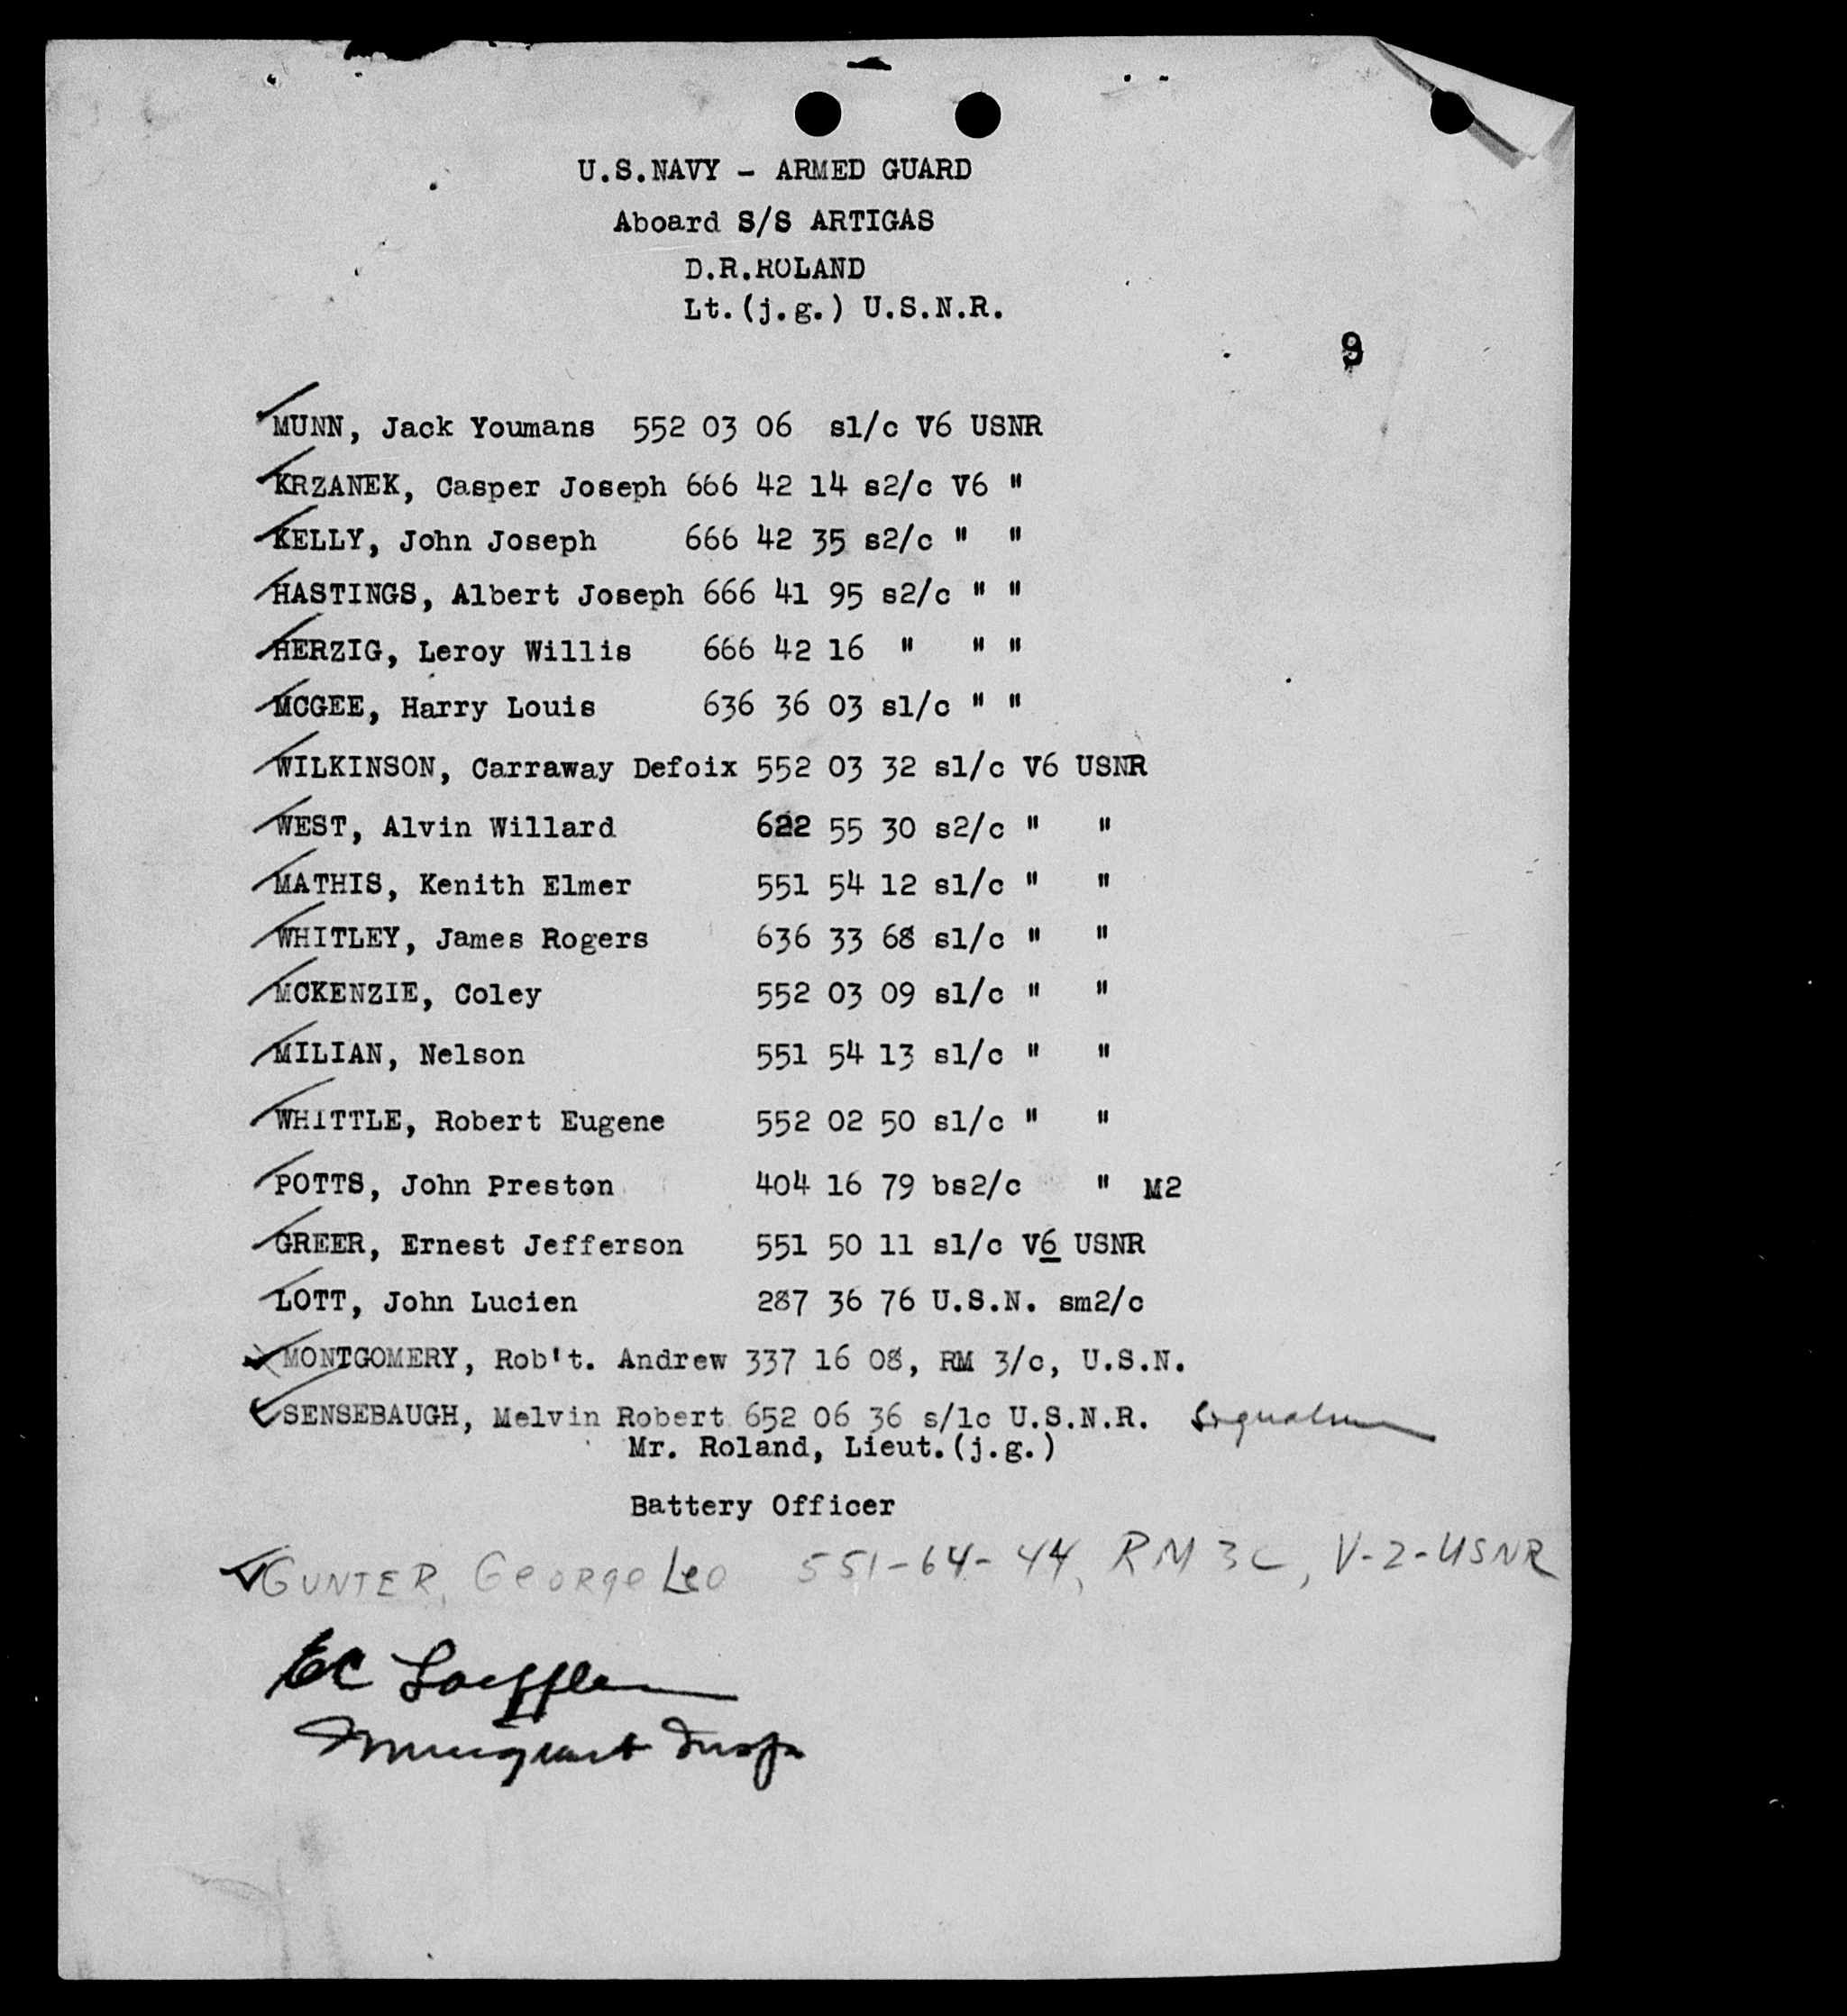 U.S.NAVY - ARMED GUARD
Aboard S/S ARTIGAS
D.R.ROLAND
Lt.(j.g.) U.S.N.R.
9
MUNN, Jack Youmans 552 03 06 s1/c V6 USNR
KRZANEK, Casper Joseph 666 42 14 s2/c V6 "
KELLY, John Joseph 666 42 35 s2/c " "
HASTINGS, Albert Joseph 666 41 95 s2/c " "
HERZIG, Leroy Willis 666 42 16 " " "
MCGEE, Harry Louis 636 36 03 s1/c " "
WILKINSON, Carraway Defoix 552 03 32 s1/c V6 USNR
WEST, Alvin Willard 622 55 30 s2/c " "
MATHIS, Kenith Elmer 551 54 12 s1/c " "
WHITLEY, James Rogers 636 33 68 s1/c " "
MCKENZIE, Coley 552 03 09 s1/c " "
MILIAN, Nelson 551 54 13 s1/c " "
WHITTLE, Robert Eugene 552 02 50 s1/c " "
POTTS, John Preston 404 16 79 bs2/c " M2
GREER, Ernest Jefferson 551 50 11 s1/c V6 USNR
LOTT, John Lucien 287 36 76 U.S.N. sm2/c
MONTGOMERY, Rob't. Andrew 337 16 08, RM 3/c, U.S.N.
SENSEBAUGH, Melvin Robert 652 06 36 s/1c U.S.N.R. Signalman
Mr. Roland, Lieut.(j.g.)
Battery Officer
GUNTER, George Leo 551-64-44, RM 3C, V-2-USNR
EC Loeffler
Immigrant Insp